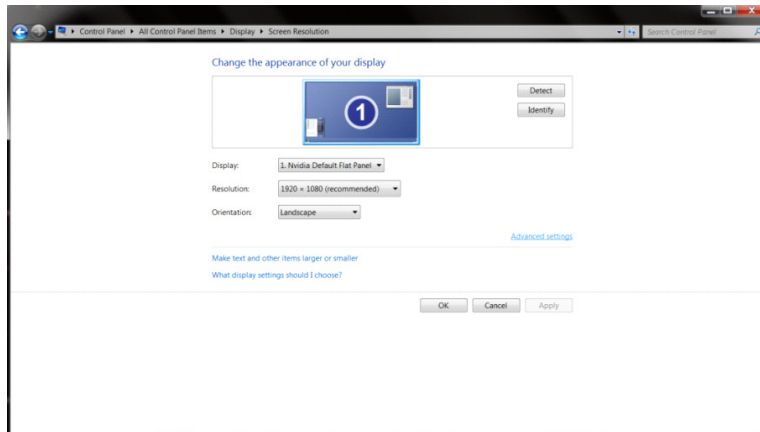 Control Panel ▸ All Control Panel Items ▸ Display ▸ Screen Resolution
Search Control Panel
Change the appearance of your display
1
Detect
Identify
Display: 1. Nvidia Default Flat Panel
Resolution: 1920 × 1080 (recommended)
Orientation: Landscape
Advanced settings
Make text and other items larger or smaller
What display settings should I choose?
OK Cancel Apply